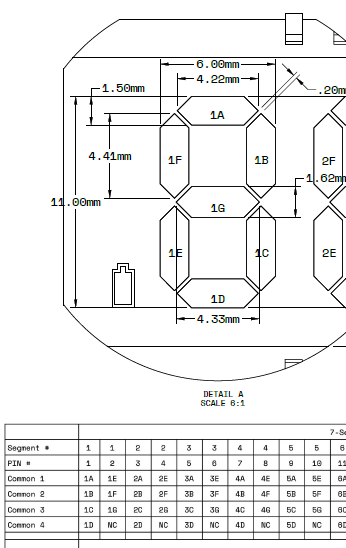 6.00mm
4.22mm
1.50mm
.20m
1A
4.41mm
1F
1B
2F
1.62mm
11.00mm
1G
1E
1C
2E
1D
4.33mm
DETAIL A
SCALE 6:1
7-Se
Segment # 1 1 2 2 3 3 4 4 5 5 6
PIN # 1 2 3 4 5 6 7 8 9 10 11
Common 1 1A 1E 2A 2E 3A 3E 4A 4E 5A 5E 6A
Common 2 1B 1F 2B 2F 3B 3F 4B 4F 5B 5F 6B
Common 3 1C 1G 2C 2G 3C 3G 4C 4G 5C 5G 6C
Common 4 1D NC 2D NC 3D NC 4D NC 5D NC 6D